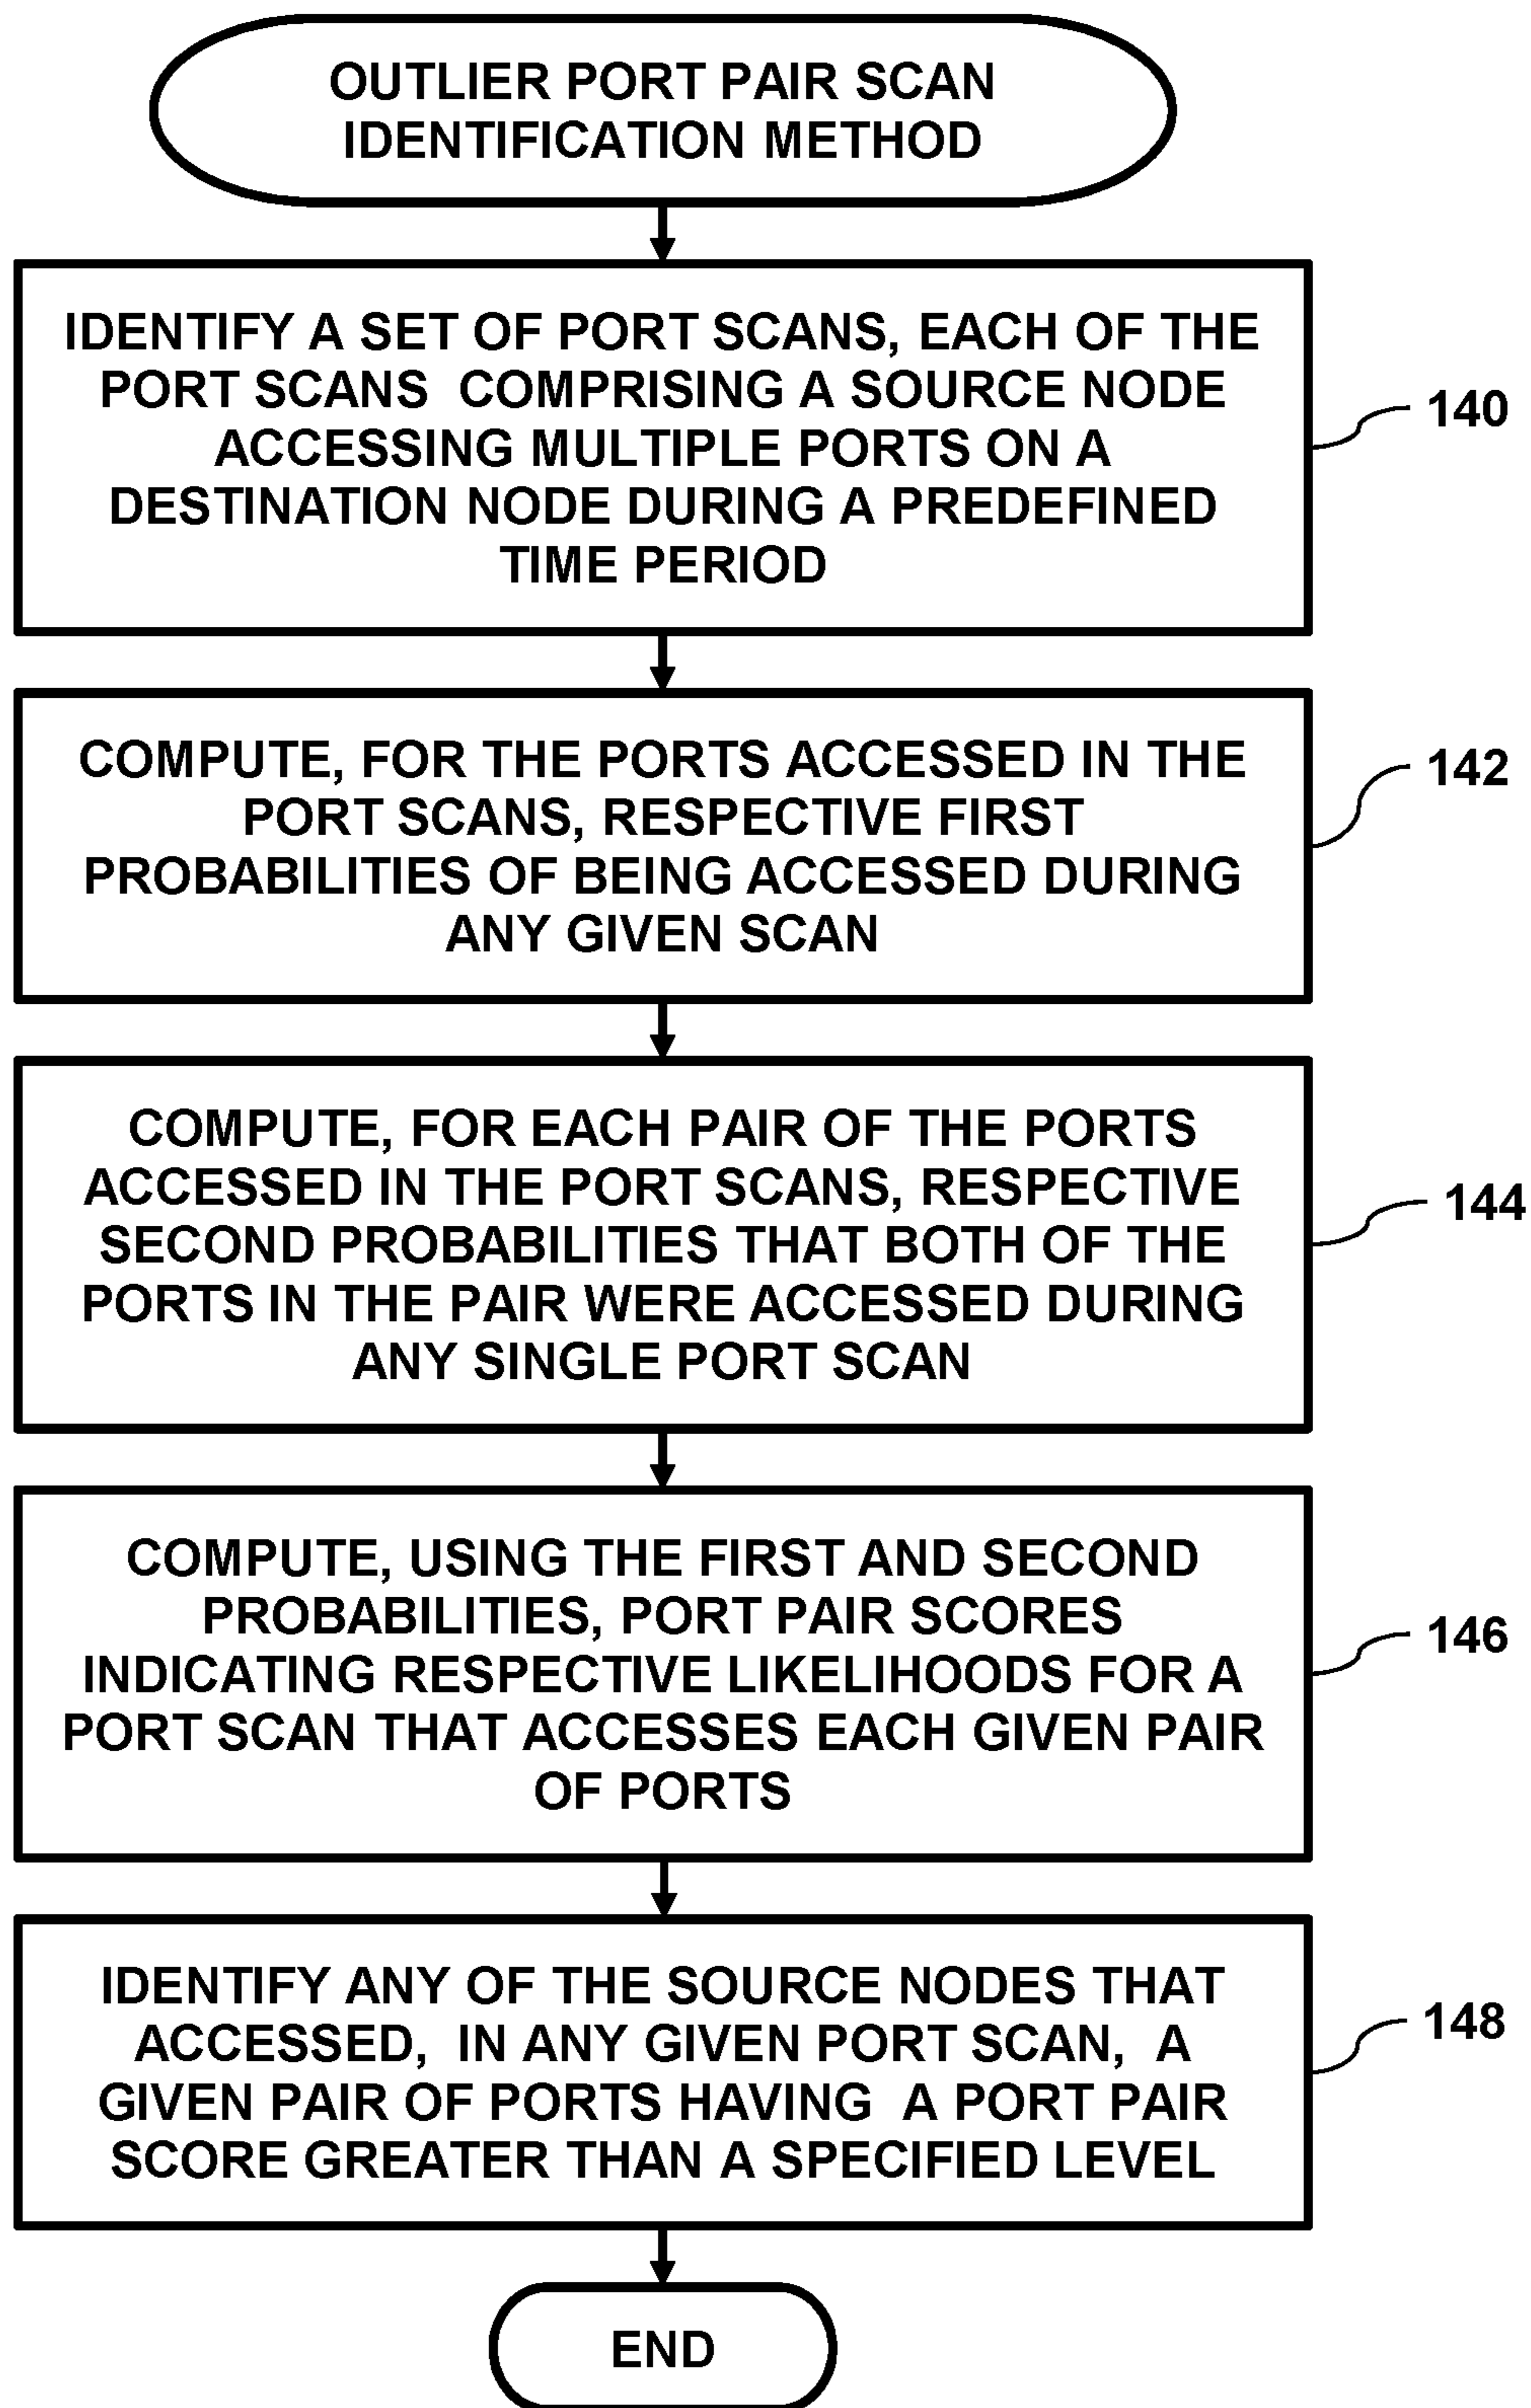 OUTLIER PORT PAIR SCAN
IDENTIFICATION METHOD
IDENTIFY A SET OF PORT SCANS, EACH OF THE
PORT SCANS COMPRISING A SOURCE NODE
ACCESSING MULTIPLE PORTS ON A
DESTINATION NODE DURING A PREDEFINED
TIME PERIOD
140
COMPUTE, FOR THE PORTS ACCESSED IN THE
PORT SCANS, RESPECTIVE FIRST
PROBABILITIES OF BEING ACCESSED DURING
ANY GIVEN SCAN
142
COMPUTE, FOR EACH PAIR OF THE PORTS
ACCESSED IN THE PORT SCANS, RESPECTIVE
SECOND PROBABILITIES THAT BOTH OF THE
PORTS IN THE PAIR WERE ACCESSED DURING
ANY SINGLE PORT SCAN
144
COMPUTE, USING THE FIRST AND SECOND
PROBABILITIES, PORT PAIR SCORES
INDICATING RESPECTIVE LIKELIHOODS FOR A
PORT SCAN THAT ACCESSES EACH GIVEN PAIR
OF PORTS
146
IDENTIFY ANY OF THE SOURCE NODES THAT
ACCESSED, IN ANY GIVEN PORT SCAN, A
GIVEN PAIR OF PORTS HAVING A PORT PAIR
SCORE GREATER THAN A SPECIFIED LEVEL
148
END